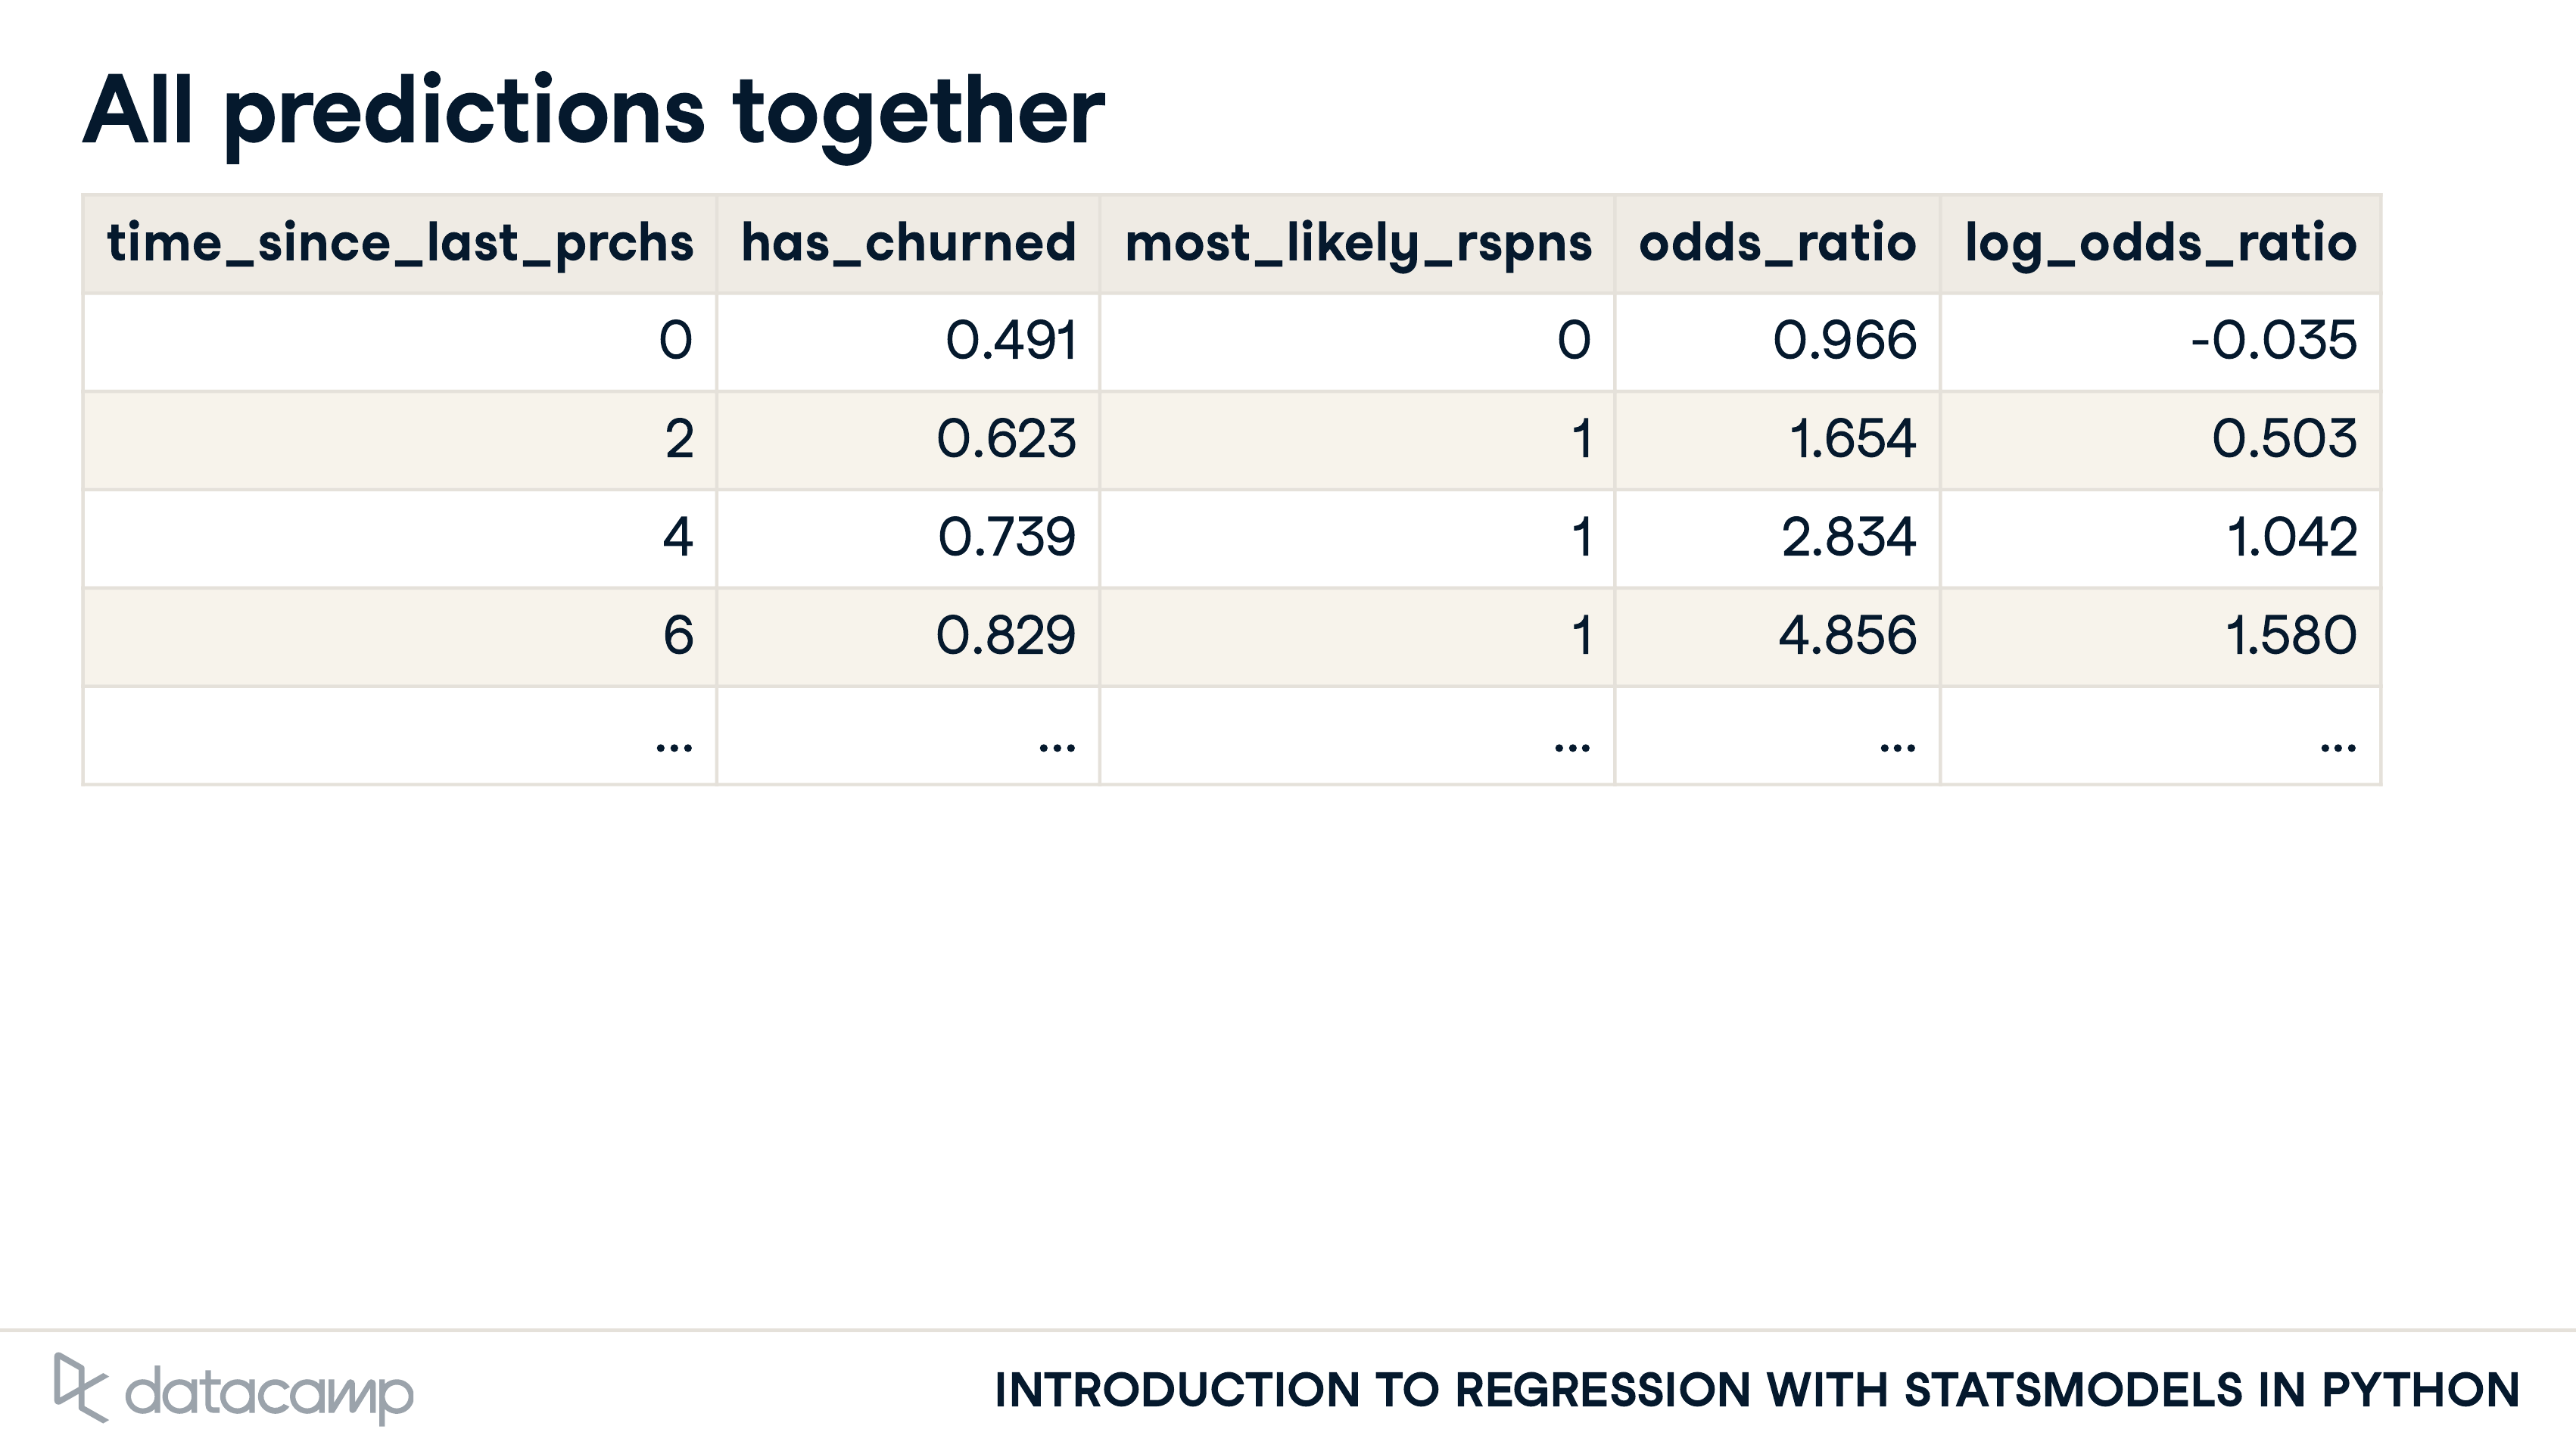 All predictions together
time_since_last_prchs has_churned most_likely_rspns odds_ratio log_odds_ratio
0 0.491 0 0.966 -0.035
2 0.623 1 1.654 0.503
4 0.739 1 2.834 1.042
6 0.829 1 4.856 1.580
... ... ... ... ...
datacamp INTRODUCTION TO REGRESSION WITH STATSMODELS IN PYTHON